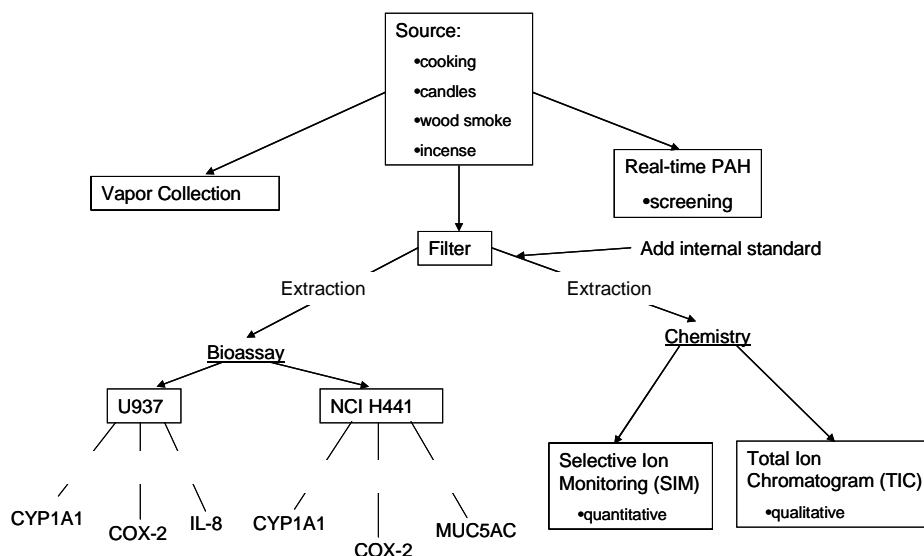 Source:
•cooking
•candles
•wood smoke
•incense
Vapor Collection
Real-time PAH
•screening
Filter
Add internal standard
Extraction
Extraction
Bioassay
Chemistry
U937
NCI H441
Selective Ion
Monitoring (SIM)
•quantitative
Total Ion
Chromatogram (TIC)
•qualitative
CYP1A1
COX-2
IL-8
CYP1A1
COX-2
MUC5AC